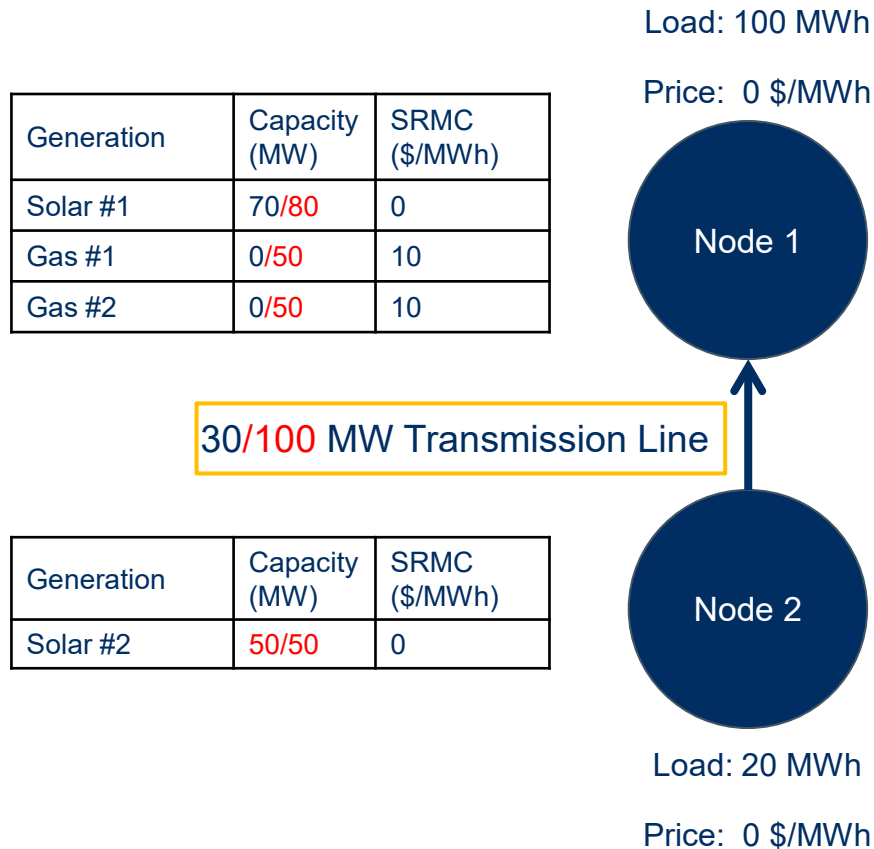 Load: 100 MWh
Price: 0 $/MWh
Generation
Capacity
(MW)
SRMC
($/MWh)
Solar #1
70/80
0
Gas #1
0/50
10
Gas #2
0/50
10
Node 1
30/100 MW Transmission Line
Generation
Capacity
(MW)
SRMC
($/MWh)
Solar #2
50/50
0
Node 2
Load: 20 MWh
Price: 0 $/MWh